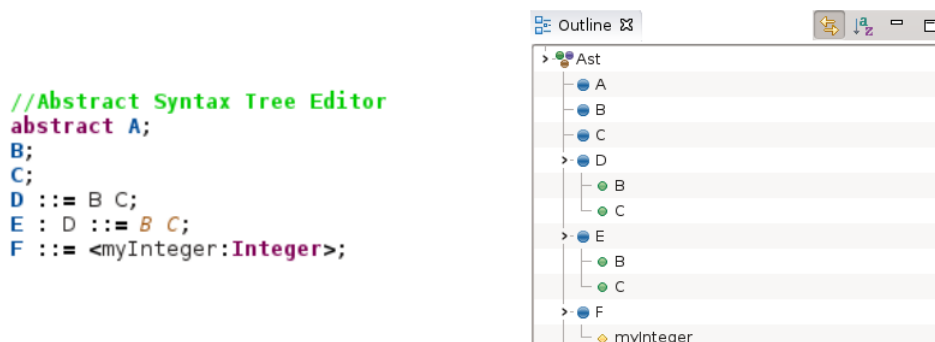 //Abstract Syntax Tree Editor
abstract A;
B;
C;
D ::= B C;
E : D ::= B C;
F ::= <myInteger:Integer>;
Outline
Ast
A
B
C
D
B
C
E
B
C
F
myInteger